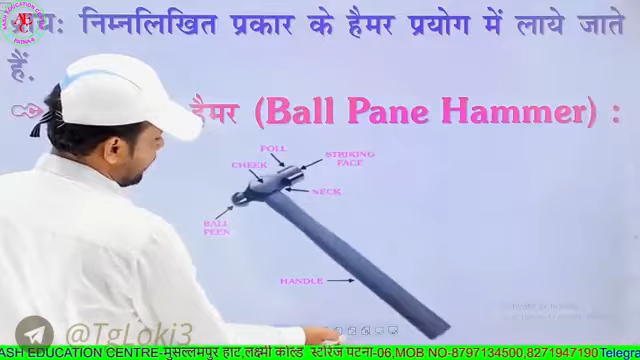 प्रायः निम्नलिखित प्रकार के हैमर प्रयोग में लाये जाते
हैं.
हैमर (Ball Pane Hammer) :
POLL
STRIKING
FACE
CHEEK
NECK
BALL
PEEN
HANDLE
@TgLoki3
ASH EDUCATION CENTRE-मुसल्लमपुर हाट,लक्ष्मी कोल्ड स्टोरेज पटना-06,MOB NO-8797134500,8271947190 Telegra